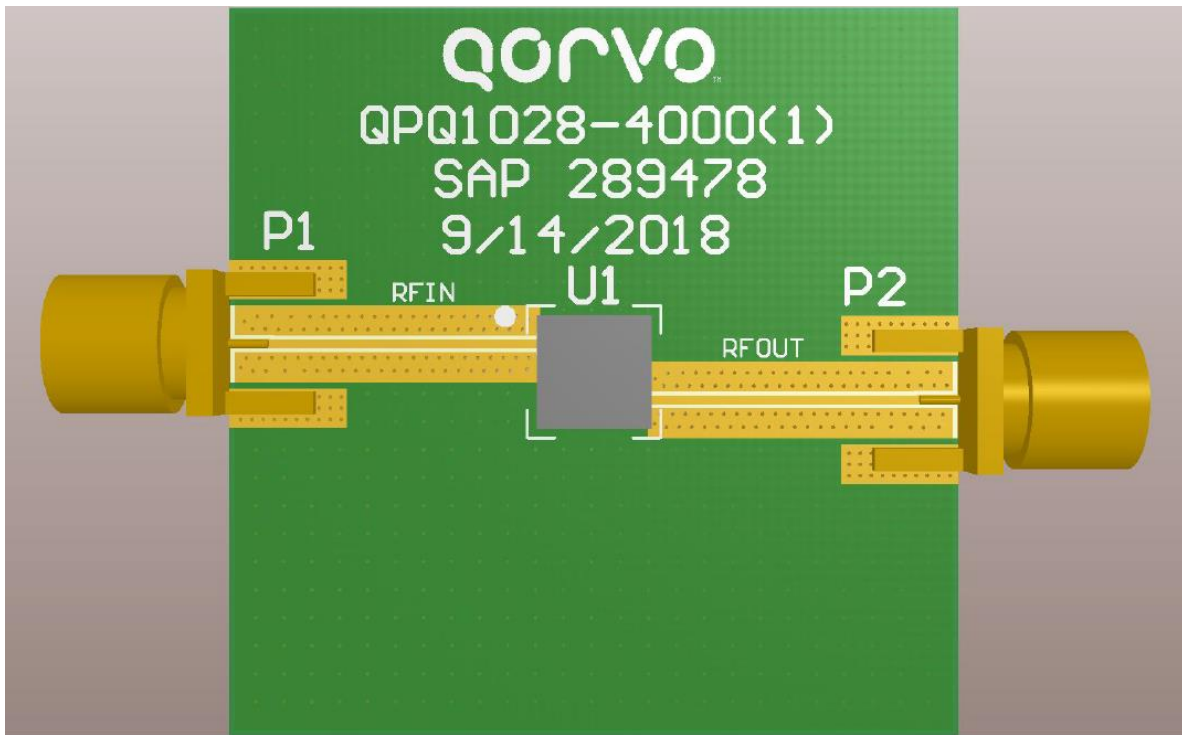 QORVO
QPQ1028-4000(1)
SAP 289478
9/14/2018
P1
U1
P2
RFIN
RFOUT